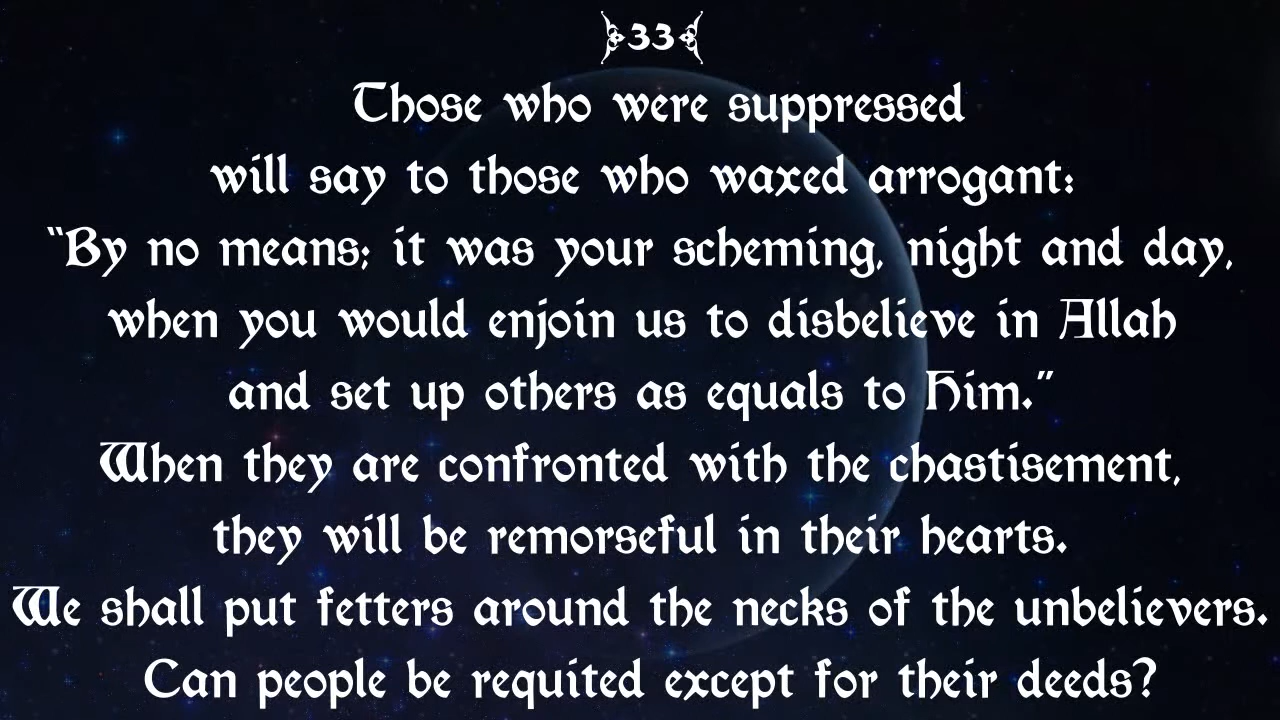 33
Those who were suppressed
will say to those who waxed arrogant:
“By no means; it was your scheming, night and day,
when you would enjoin us to disbelieve in Allah
and set up others as equals to Him.”
When they are confronted with the chastisement,
they will be remorseful in their hearts.
We shall put fetters around the necks of the unbelievers.
Can people be requited except for their deeds?